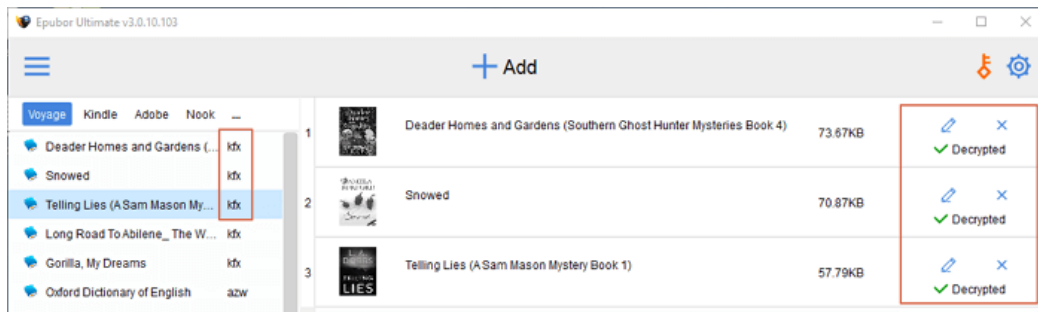 Epubor Ultimate v3.0.10.103
Add
Voyage Kindle Adobe Nook ...
Deader Homes and Gardens (... kfx
Snowed kfx
Telling Lies (A Sam Mason My... kfx
Long Road To Abilene_ The W... kfx
Gorilla, My Dreams kfx
Oxford Dictionary of English azw
1 Deader Homes and Gardens (Southern Ghost Hunter Mysteries Book 4) 73.67KB
Decrypted
2 Snowed 70.87KB
Decrypted
3 Telling Lies (A Sam Mason Mystery Book 1) 57.79KB
Decrypted
TELLING
LIES